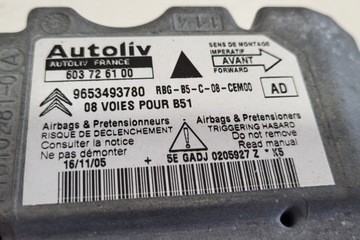 Autoliv
AUTOLIV FRANCE
603 72 61 00
SENS DE MONTAGE
IMPERATIF
AVANT
FORWARD
9653493780
RBG-B5-C-08-CEM00
08 VOIES POUR B51
AD
Airbags & Pretensionneurs
RISQUE DE DECLENCHEMENT
Consulter la notice
Ne pas démonter
16/11/05
Airbags & Pretensioners
TRIGGERING HASARD
Do not remove
Read manual
+ 5E GADJ 0205927 Z * K5 +